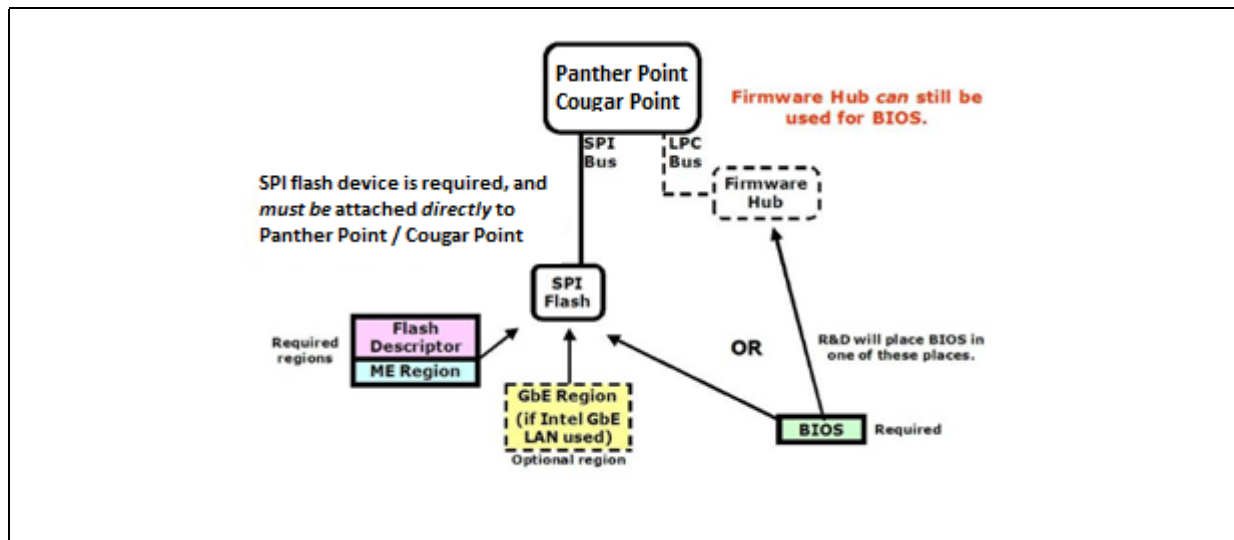 Panther Point
Cougar Point
Firmware Hub can still be
used for BIOS.
SPI
Bus
LPC
Bus
Firmware
Hub
SPI flash device is required, and
must be attached directly to
Panther Point / Cougar Point
SPI
Flash
Required
regions
Flash
Descriptor
ME Region
OR
R&D will place BIOS in
one of these places.
GbE Region
(if Intel GbE
LAN used)
Optional region
BIOS
Required